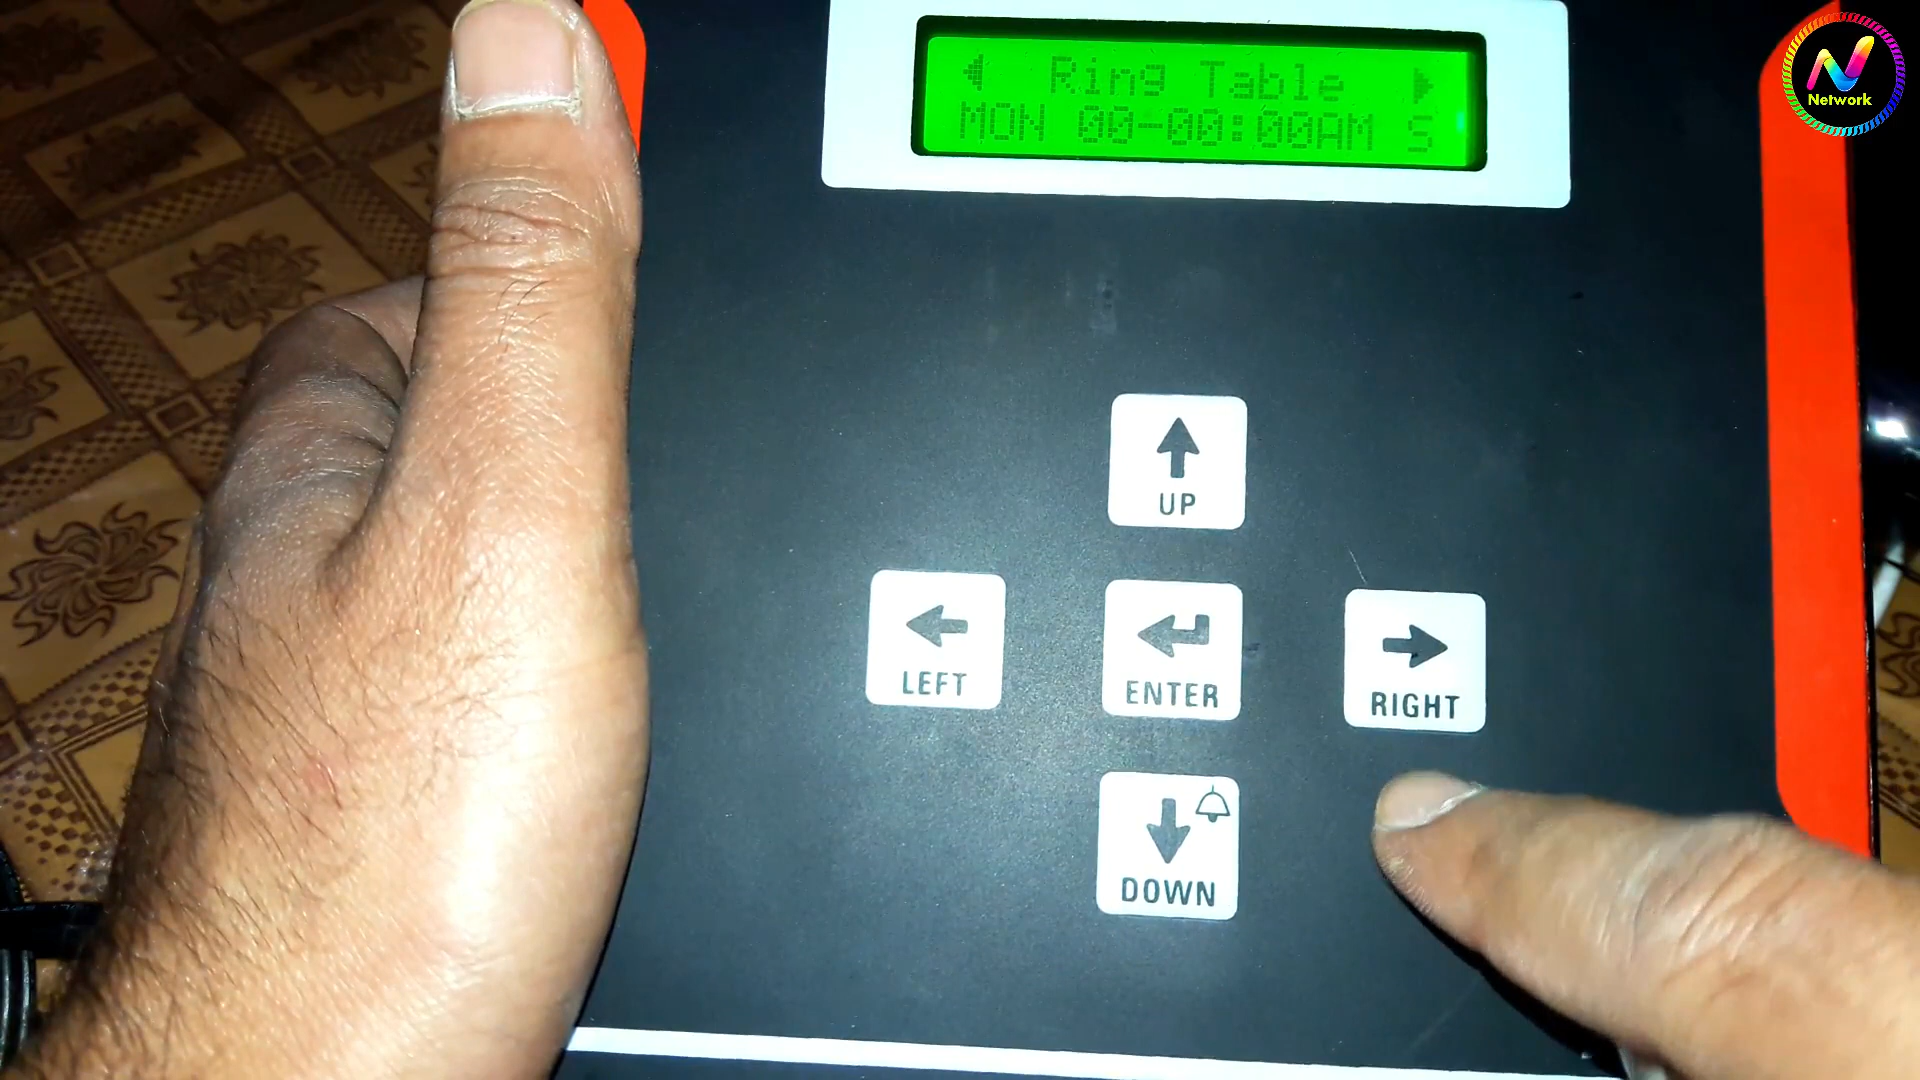 Ring Table
MON 00-00:00AM S
Network
UP
LEFT
ENTER
RIGHT
DOWN